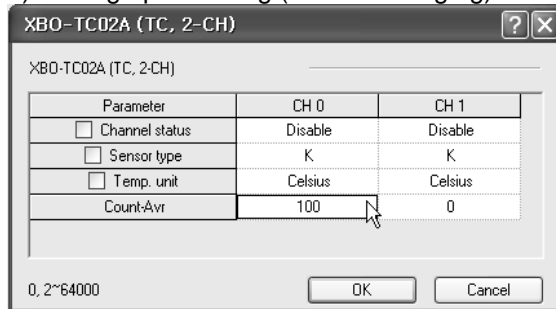 XBO-TC02A (TC, 2-CH)
XBO-TC02A (TC, 2-CH)
Parameter CH 0 CH 1
Channel status Disable Disable
Sensor type K K
Temp. unit Celsius Celsius
Count-Avr 100 0
0, 2~64000 OK Cancel